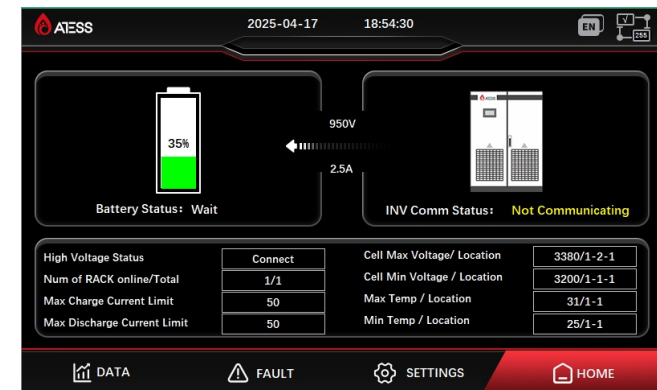 ATESS
2025-04-17 18:54:30
EN
√
255
35%
Battery Status: Wait
950V
2.5A
INV Comm Status: Not Communicating
High Voltage Status Connect
Num of RACK online/Total 1/1
Max Charge Current Limit 50
Max Discharge Current Limit 50
Cell Max Voltage/ Location 3380/1-2-1
Cell Min Voltage / Location 3200/1-1-1
Max Temp / Location 31/1-1
Min Temp / Location 25/1-1
DATA FAULT SETTINGS HOME